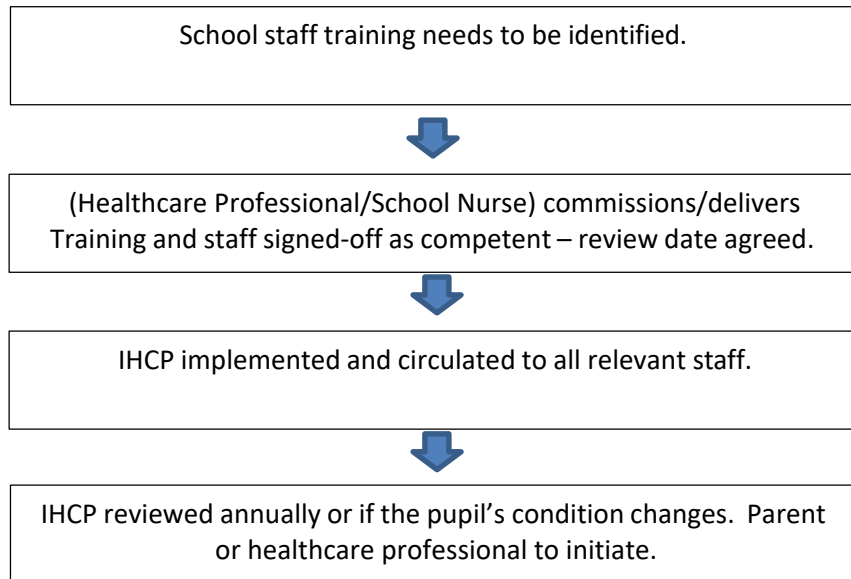 School staff training needs to be identified.
(Healthcare Professional/School Nurse) commissions/delivers
Training and staff signed-off as competent – review date agreed.
IHCP implemented and circulated to all relevant staff.
IHCP reviewed annually or if the pupil’s condition changes.  Parent
or healthcare professional to initiate.